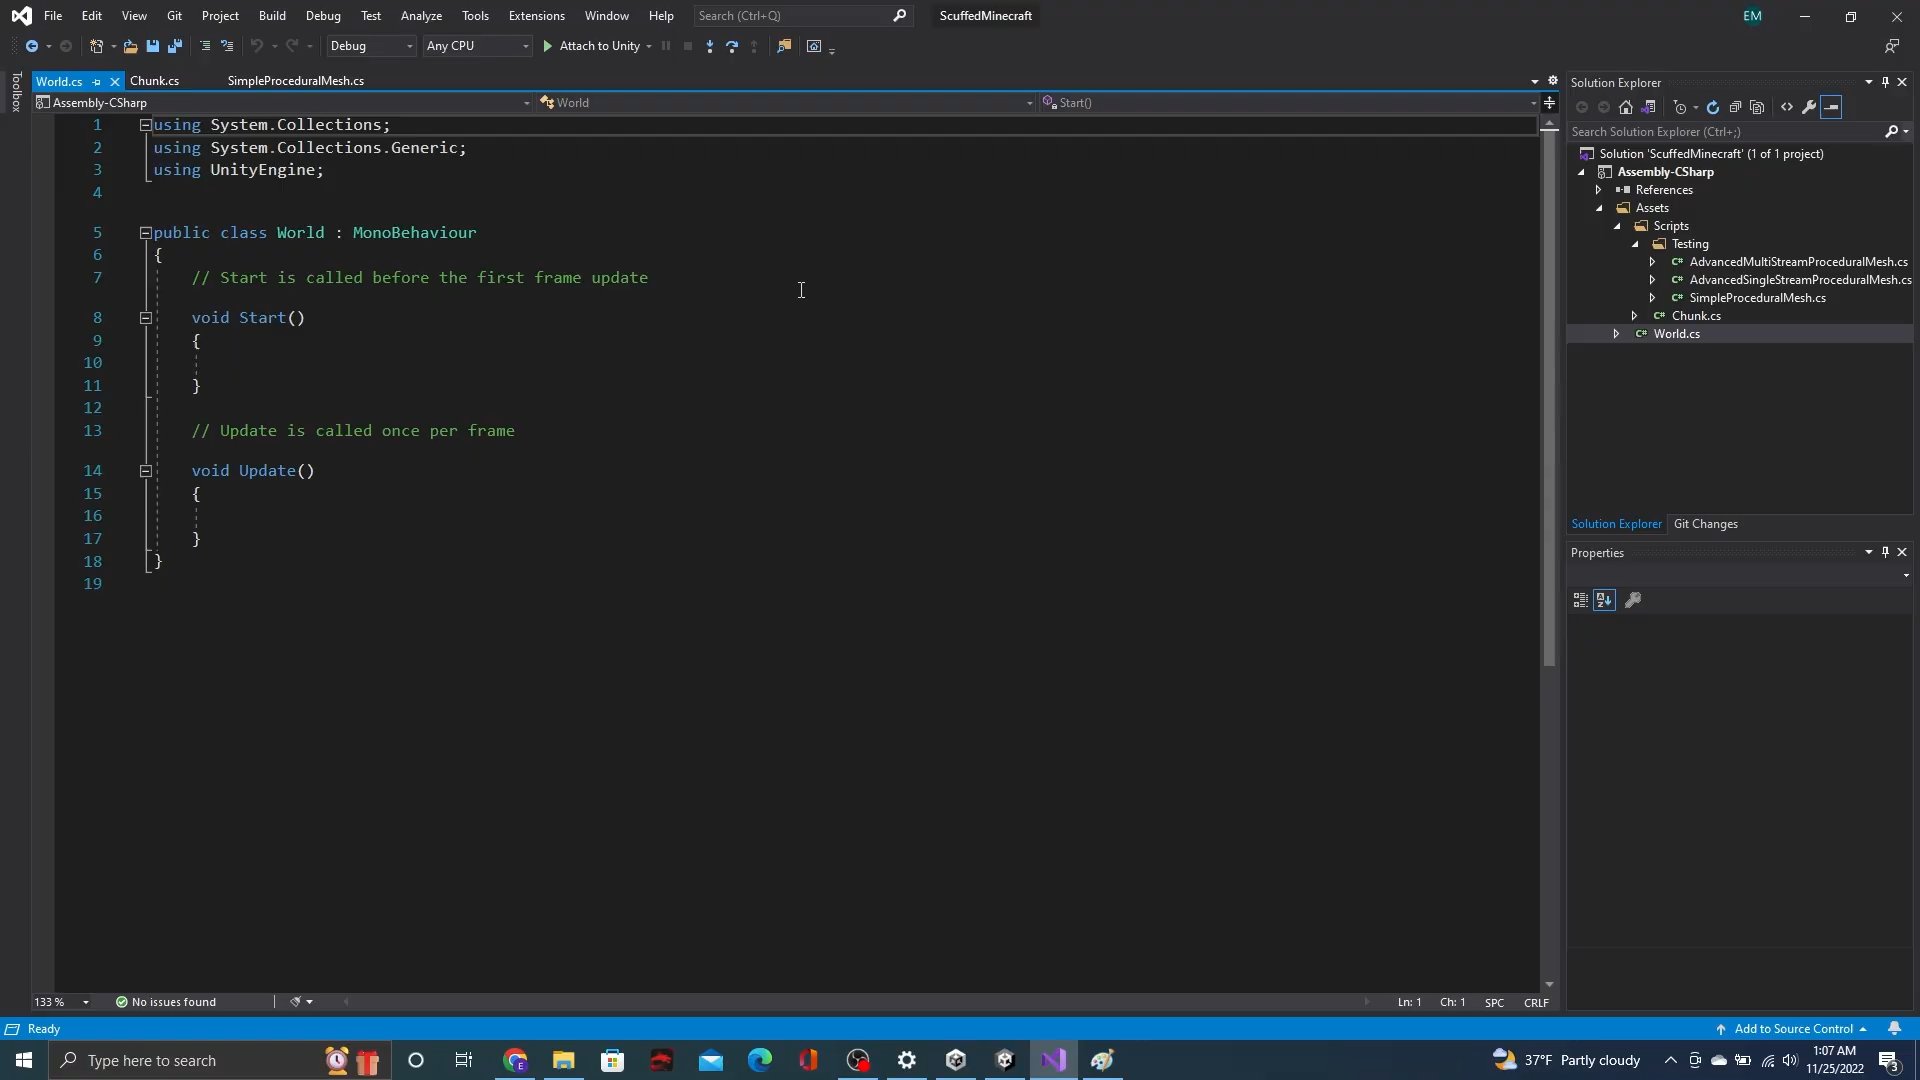 File Edit View Git Project Build Debug Test Analyze Tools Extensions Window Help Search (Ctrl+Q) ScuffedMinecraft EM
Debug Any CPU Attach to Unity
Toolbox
World.cs Chunk.cs SimpleProceduralMesh.cs
Assembly-CSharp World Start()
1 using System.Collections;
2 using System.Collections.Generic;
3 using UnityEngine;
4
5 public class World : MonoBehaviour
6 {
7 // Start is called before the first frame update
8 void Start()
9 {
10
11 }
12
13 // Update is called once per frame
14 void Update()
15 {
16
17 }
18 }
19
133 % No issues found Ln: 1 Ch: 1 SPC CRLF
Solution Explorer
Search Solution Explorer (Ctrl+;)
Solution 'ScuffedMinecraft' (1 of 1 project)
Assembly-CSharp
References
Assets
Scripts
Testing
C# AdvancedMultiStreamProceduralMesh.cs
C# AdvancedSingleStreamProceduralMesh.cs
C# SimpleProceduralMesh.cs
C# Chunk.cs
C# World.cs
Solution Explorer Git Changes
Properties
Ready Add to Source Control
Type here to search 37°F Partly cloudy 1:07 AM
11/25/2022 3